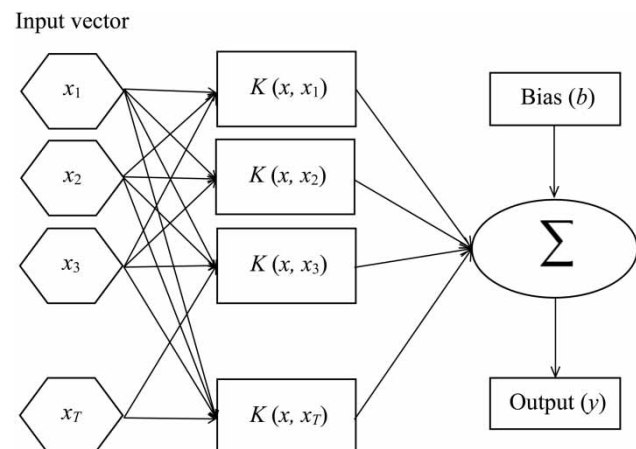 Input vector
x1
x2
x3
xT
K (x, x1)
K (x, x2)
K (x, x3)
K (x, xT)
Bias (b)
∑
Output (y)